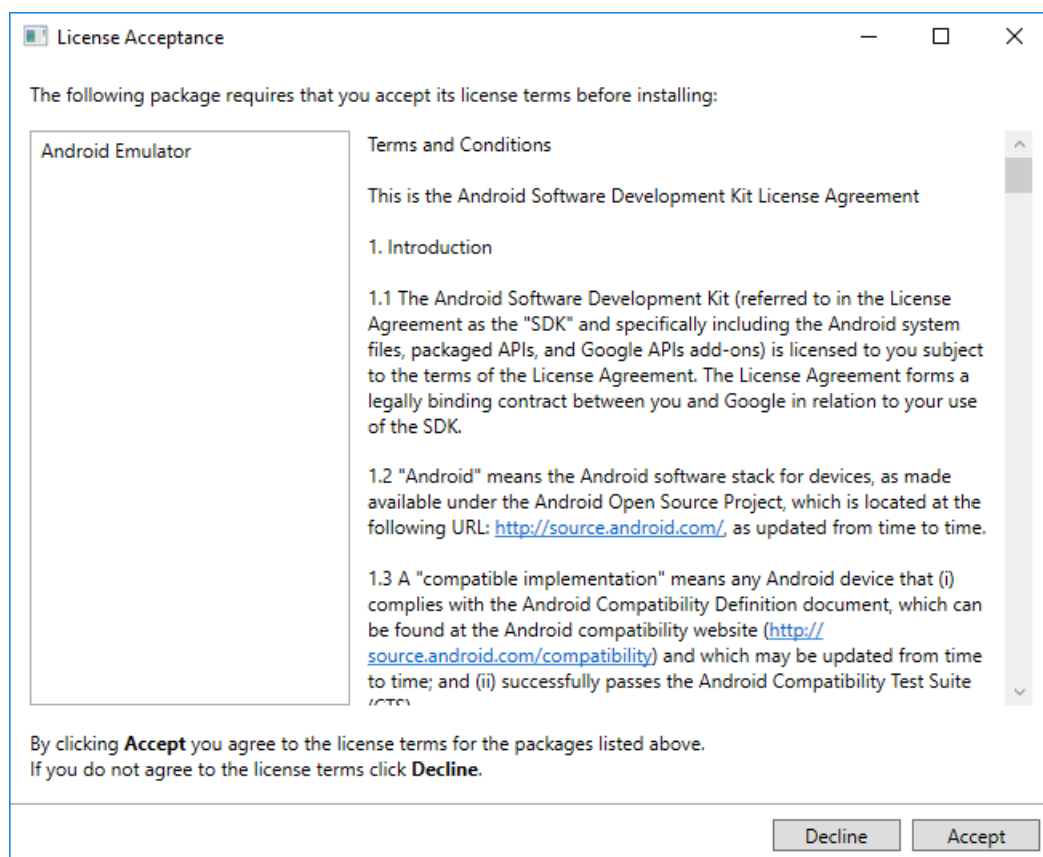 License Acceptance
The following package requires that you accept its license terms before installing:
Android Emulator
Terms and Conditions
This is the Android Software Development Kit License Agreement
1. Introduction
1.1 The Android Software Development Kit (referred to in the License
Agreement as the "SDK" and specifically including the Android system
files, packaged APIs, and Google APIs add-ons) is licensed to you subject
to the terms of the License Agreement. The License Agreement forms a
legally binding contract between you and Google in relation to your use
of the SDK.
1.2 "Android" means the Android software stack for devices, as made
available under the Android Open Source Project, which is located at the
following URL: http://source.android.com/, as updated from time to time.
1.3 A "compatible implementation" means any Android device that (i)
complies with the Android Compatibility Definition document, which can
be found at the Android compatibility website (http://
source.android.com/compatibility) and which may be updated from time
to time; and (ii) successfully passes the Android Compatibility Test Suite
(CTS)
By clicking Accept you agree to the license terms for the packages listed above.
If you do not agree to the license terms click Decline.
Decline
Accept